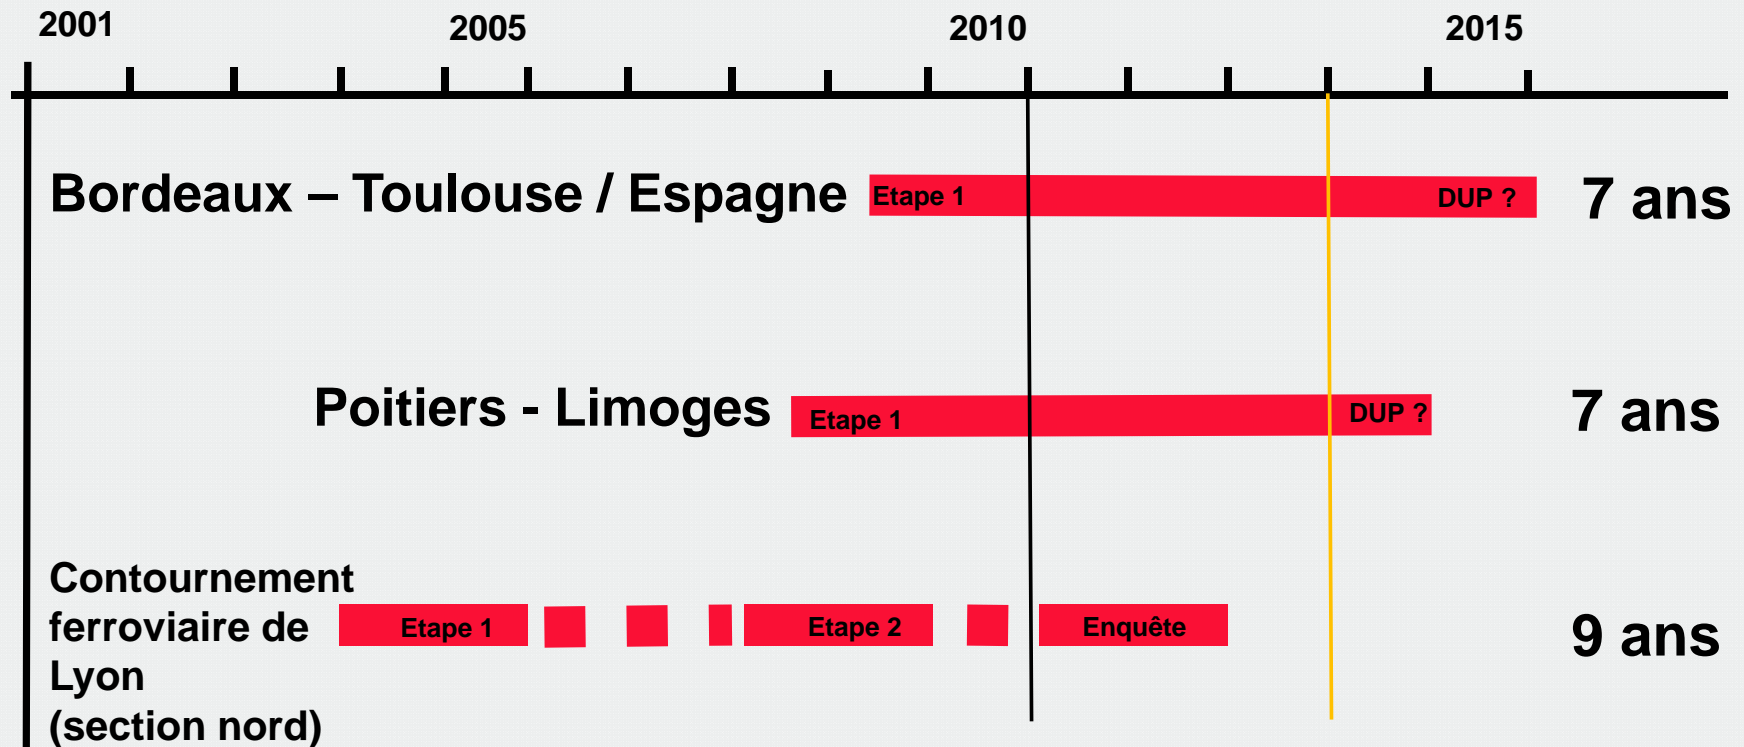 2001 2005 2010 2015
Bordeaux – Toulouse / Espagne Etape 1 DUP ? 7 ans
Poitiers - Limoges Etape 1 DUP ? 7 ans
Contournement
ferroviaire de
Lyon
(section nord)
Etape 1 Etape 2 Enquête 9 ans